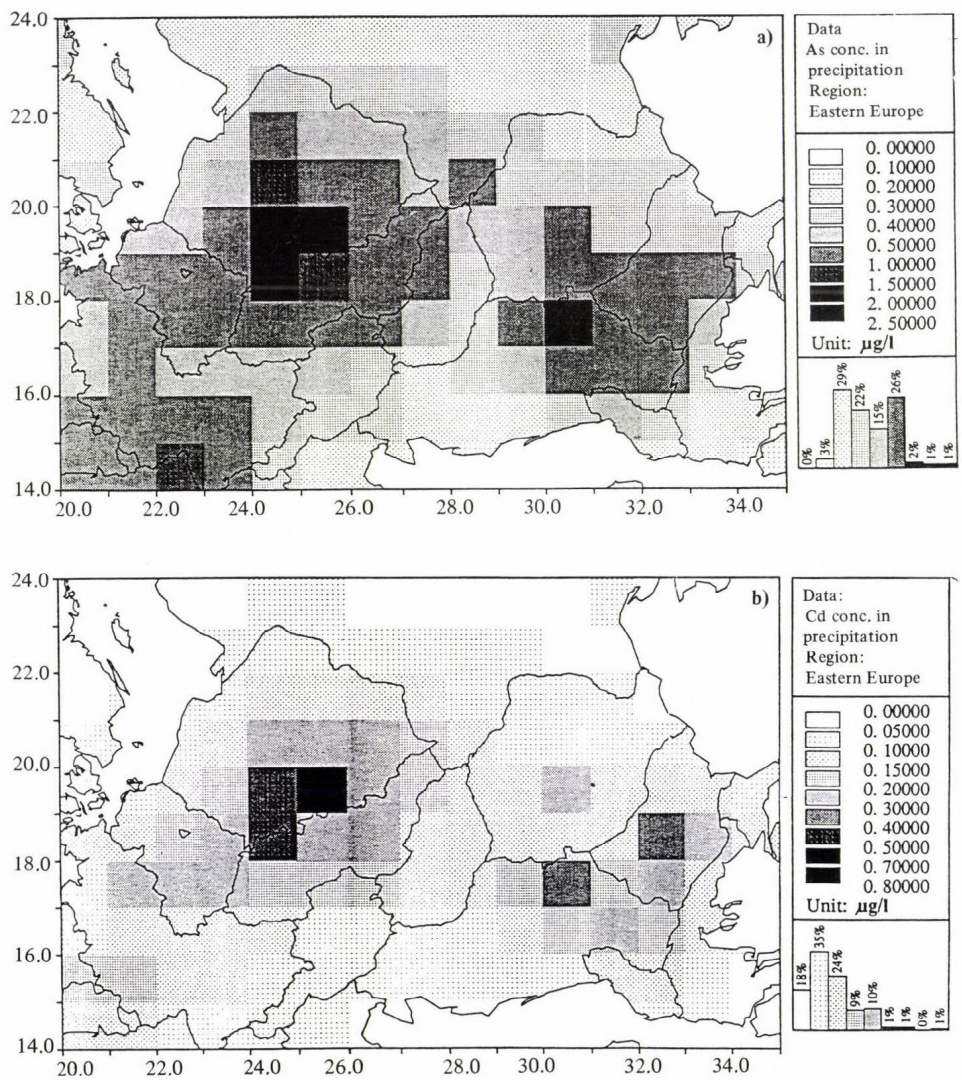 24.0
22.0
20.0
18.0
16.0
14.0
20.0 22.0 24.0 26.0 28.0 30.0 32.0 34.0
a)
Data
As conc. in
precipitation
Region:
Eastern Europe
0. 00000
0. 10000
0. 20000
0. 30000
0. 40000
0. 50000
1. 00000
1. 50000
2. 00000
2. 50000
Unit: µg/l
0% 3% 29% 22% 15% 26% 2% 1% 1%
24.0
22.0
20.0
18.0
16.0
14.0
20.0 22.0 24.0 26.0 28.0 30.0 32.0 34.0
b)
Data:
Cd conc. in
precipitation
Region:
Eastern Europe
0. 00000
0. 05000
0. 10000
0. 15000
0. 20000
0. 30000
0. 40000
0. 50000
0. 70000
0. 80000
Unit: µg/l
18% 35% 24% 9% 10% 1% 1% 0% 1%